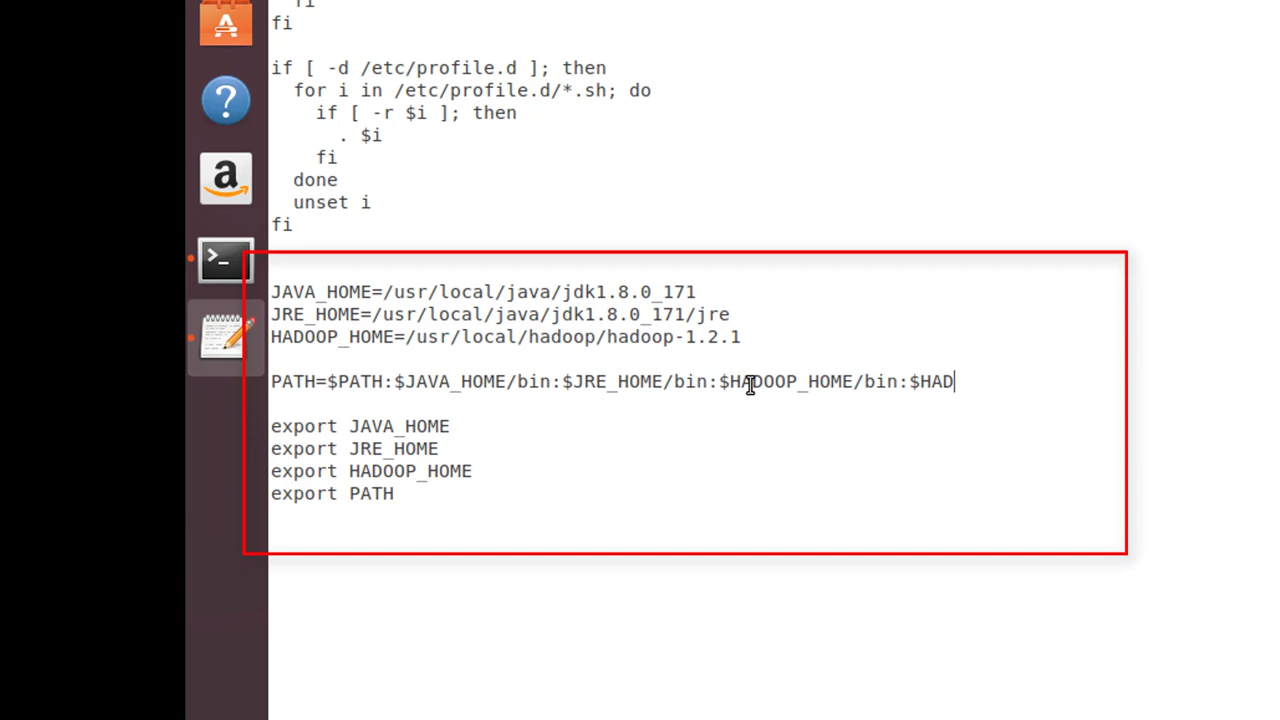 fi
fi
if [ -d /etc/profile.d ]; then
for i in /etc/profile.d/*.sh; do
if [ -r $i ]; then
. $i
fi
done
unset i
fi
JAVA_HOME=/usr/local/java/jdk1.8.0_171
JRE_HOME=/usr/local/java/jdk1.8.0_171/jre
HADOOP_HOME=/usr/local/hadoop/hadoop-1.2.1
PATH=$PATH:$JAVA_HOME/bin:$JRE_HOME/bin:$HADOOP_HOME/bin:$HAD
export JAVA_HOME
export JRE_HOME
export HADOOP_HOME
export PATH